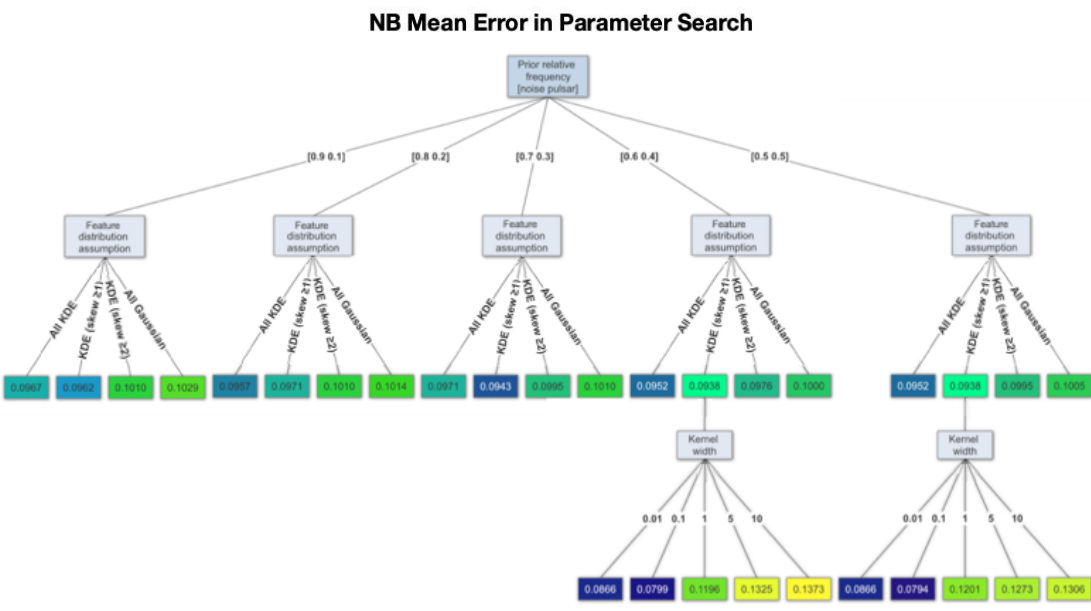 NB Mean Error in Parameter Search
Prior relative
frequency
[noise pulsar]
[0.9 0.1] [0.8 0.2] [0.7 0.3] [0.6 0.4] [0.5 0.5]
Feature
distribution
assumption
Feature
distribution
assumption
Feature
distribution
assumption
Feature
distribution
assumption
Feature
distribution
assumption
All KDE
KDE (skew ≥1)
KDE (skew ≥2)
All Gaussian
All KDE
KDE (skew ≥1)
KDE (skew ≥2)
All Gaussian
All KDE
KDE (skew ≥1)
KDE (skew ≥2)
All Gaussian
All KDE
KDE (skew ≥1)
KDE (skew ≥2)
All Gaussian
All KDE
KDE (skew ≥1)
KDE (skew ≥2)
All Gaussian
0.0967 0.0962 0.1010 0.1029 0.0957 0.0971 0.1010 0.1014 0.0971 0.0943 0.0995 0.1010 0.0952 0.0938 0.0976 0.1000 0.0952 0.0938 0.0995 0.1005
Kernel
width
Kernel
width
0.01 0.1 1 5 10 0.01 0.1 1 5 10
0.0866 0.0799 0.1196 0.1325 0.1373 0.0866 0.0794 0.1201 0.1273 0.1306